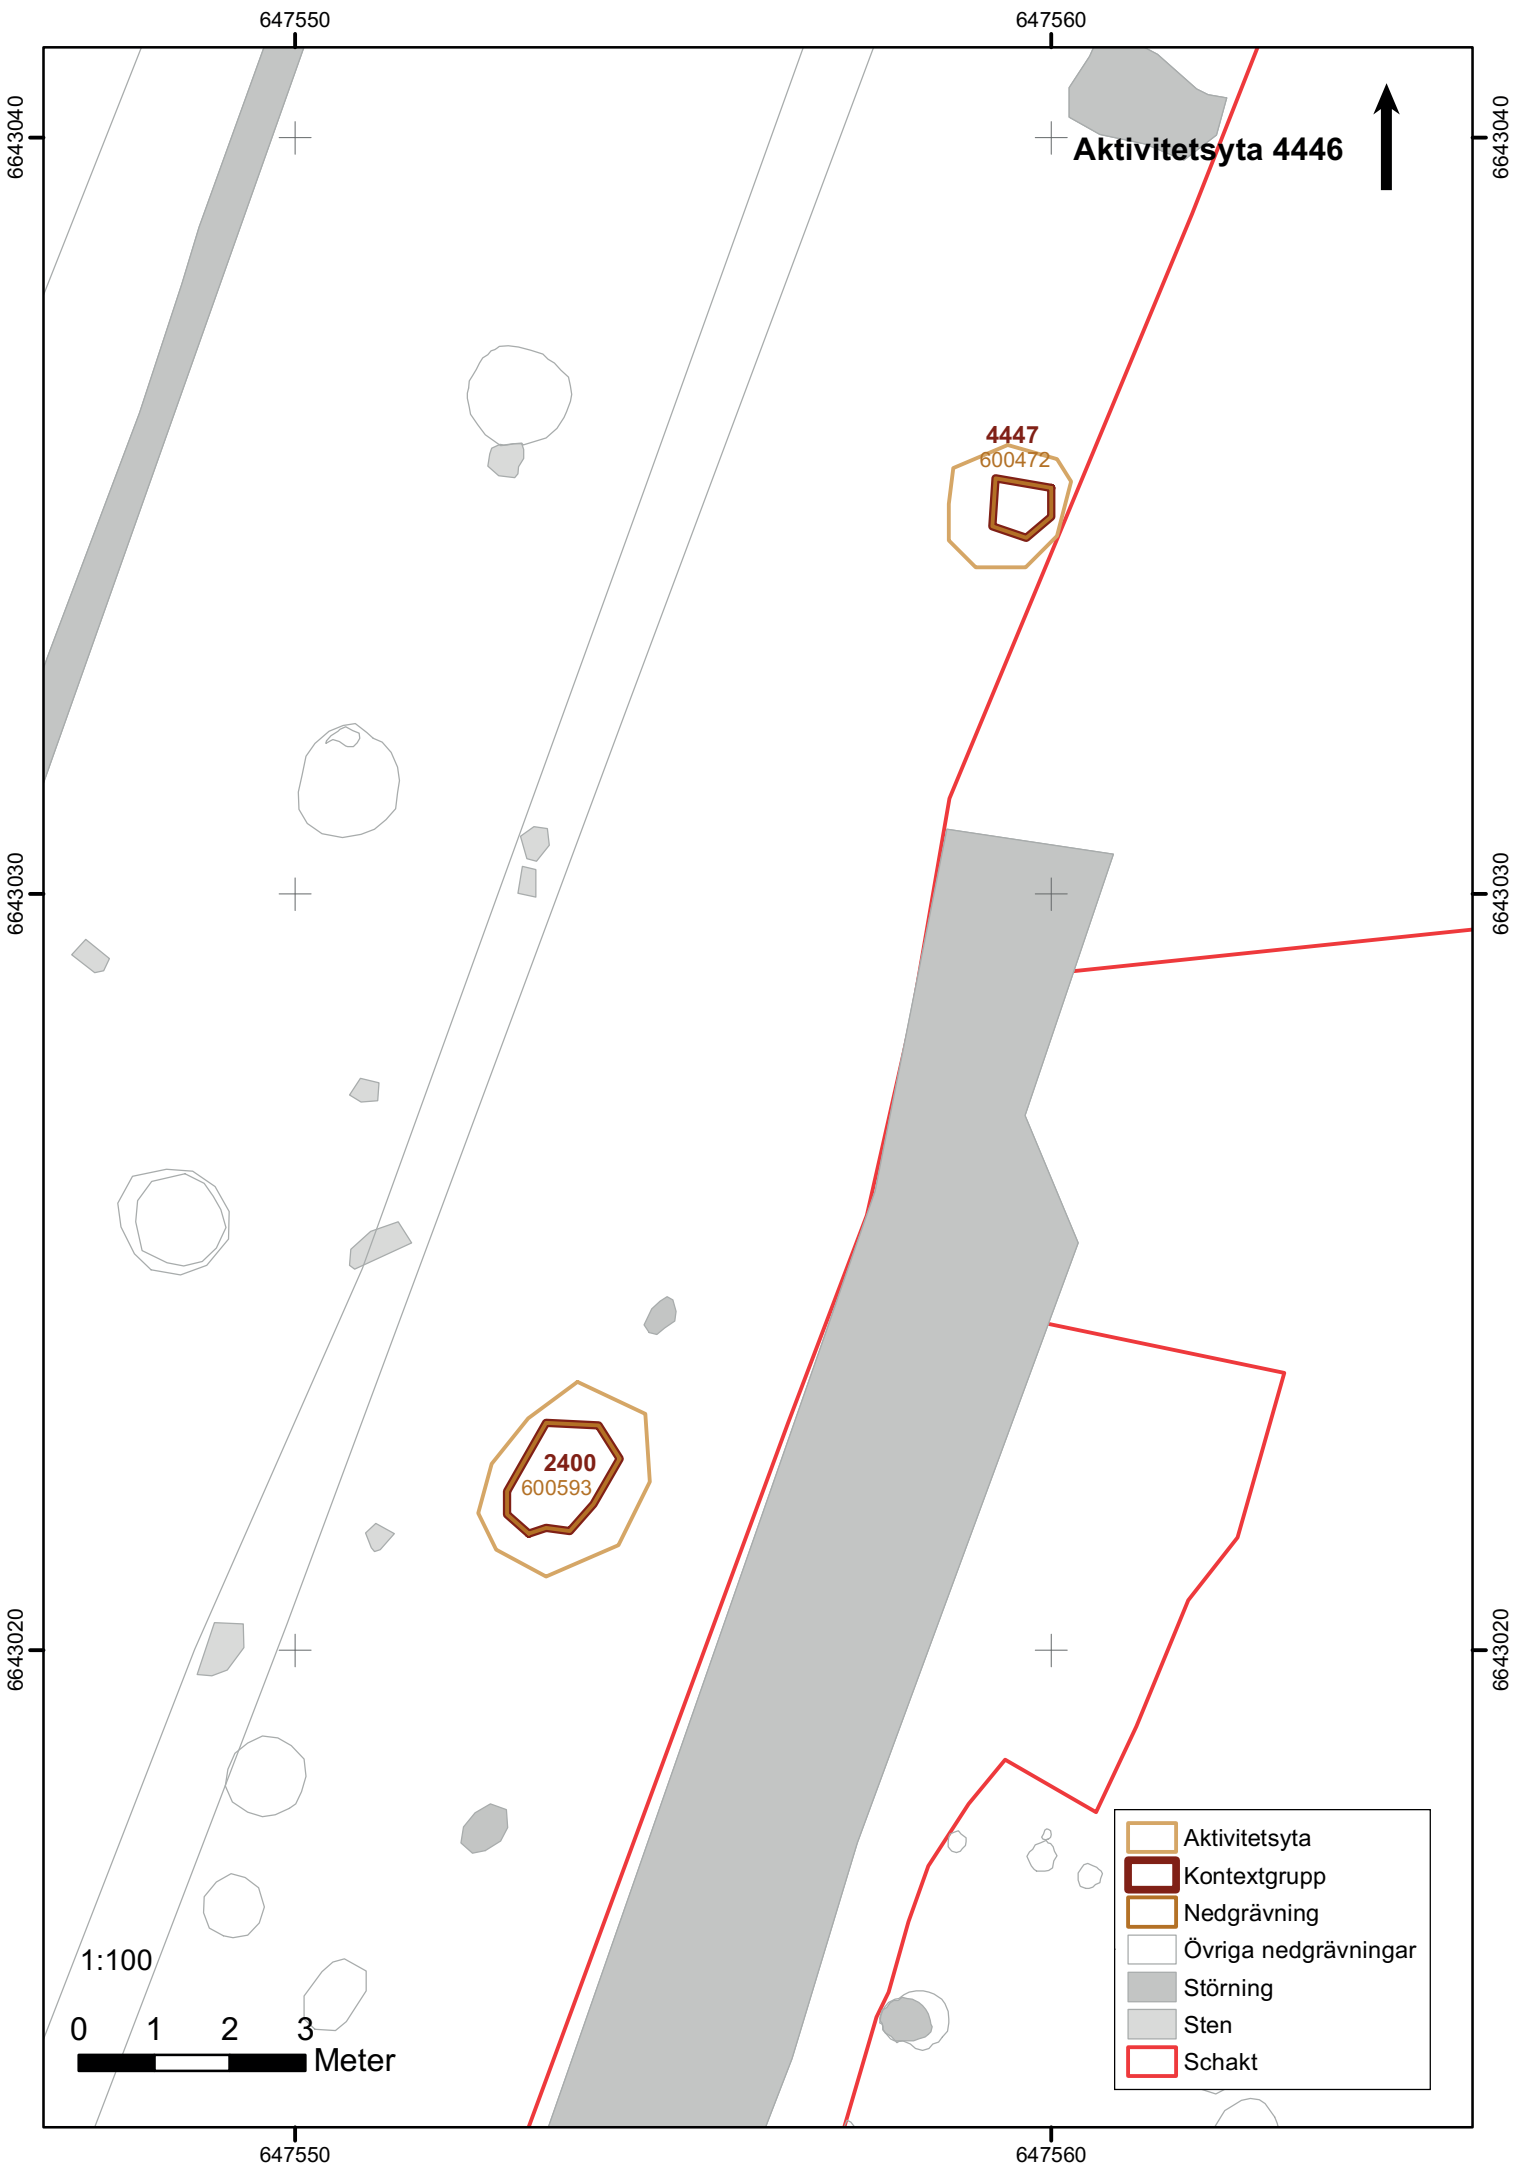 647550
647560
6643040
6643040
Aktivitetsyta 4446
4447
600472
6643030
6643030
2400
600593
6643020
6643020
Aktivitetsyta
Kontextgrupp
Nedgrävning
Övriga nedgrävningar
Störning
Sten
Schakt
1:100
0 1 2 3
Meter
647550
647560